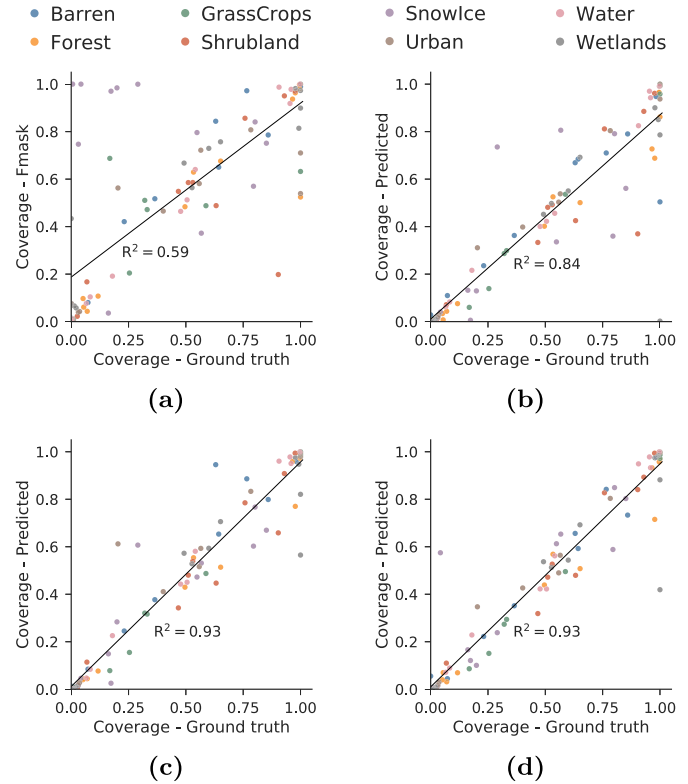 Barren GrassCrops SnowIce Water
Forest Shrubland Urban Wetlands
1.0
0.8
0.6
0.4
0.2
0.0
Coverage - Fmask
R² = 0.59
0.00 0.25 0.50 0.75 1.00
Coverage - Ground truth
(a)
1.0
0.8
0.6
0.4
0.2
0.0
Coverage - Predicted
R² = 0.84
0.00 0.25 0.50 0.75 1.00
Coverage - Ground truth
(b)
1.0
0.8
0.6
0.4
0.2
0.0
Coverage - Predicted
R² = 0.93
0.00 0.25 0.50 0.75 1.00
Coverage - Ground truth
(c)
1.0
0.8
0.6
0.4
0.2
0.0
Coverage - Predicted
R² = 0.93
0.00 0.25 0.50 0.75 1.00
Coverage - Ground truth
(d)